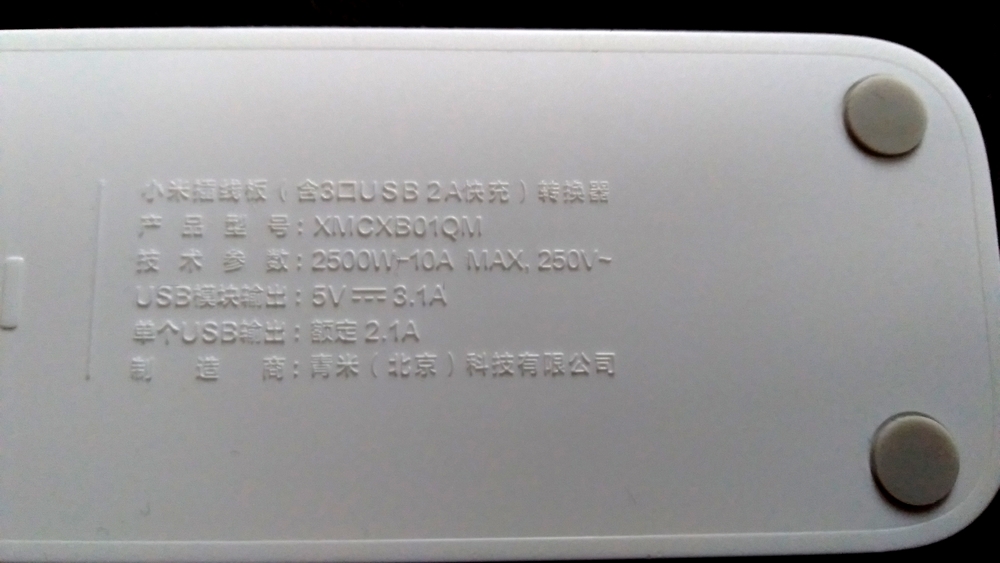 小米插线板（含3口USB 2A快充）转换器
产品型号：XMCXB01QM
技术参数：2500W-10A MAX, 250V~
USB模块输出：5V⎓3.1A
单个USB输出：额定 2.1A
制造商：青米（北京）科技有限公司